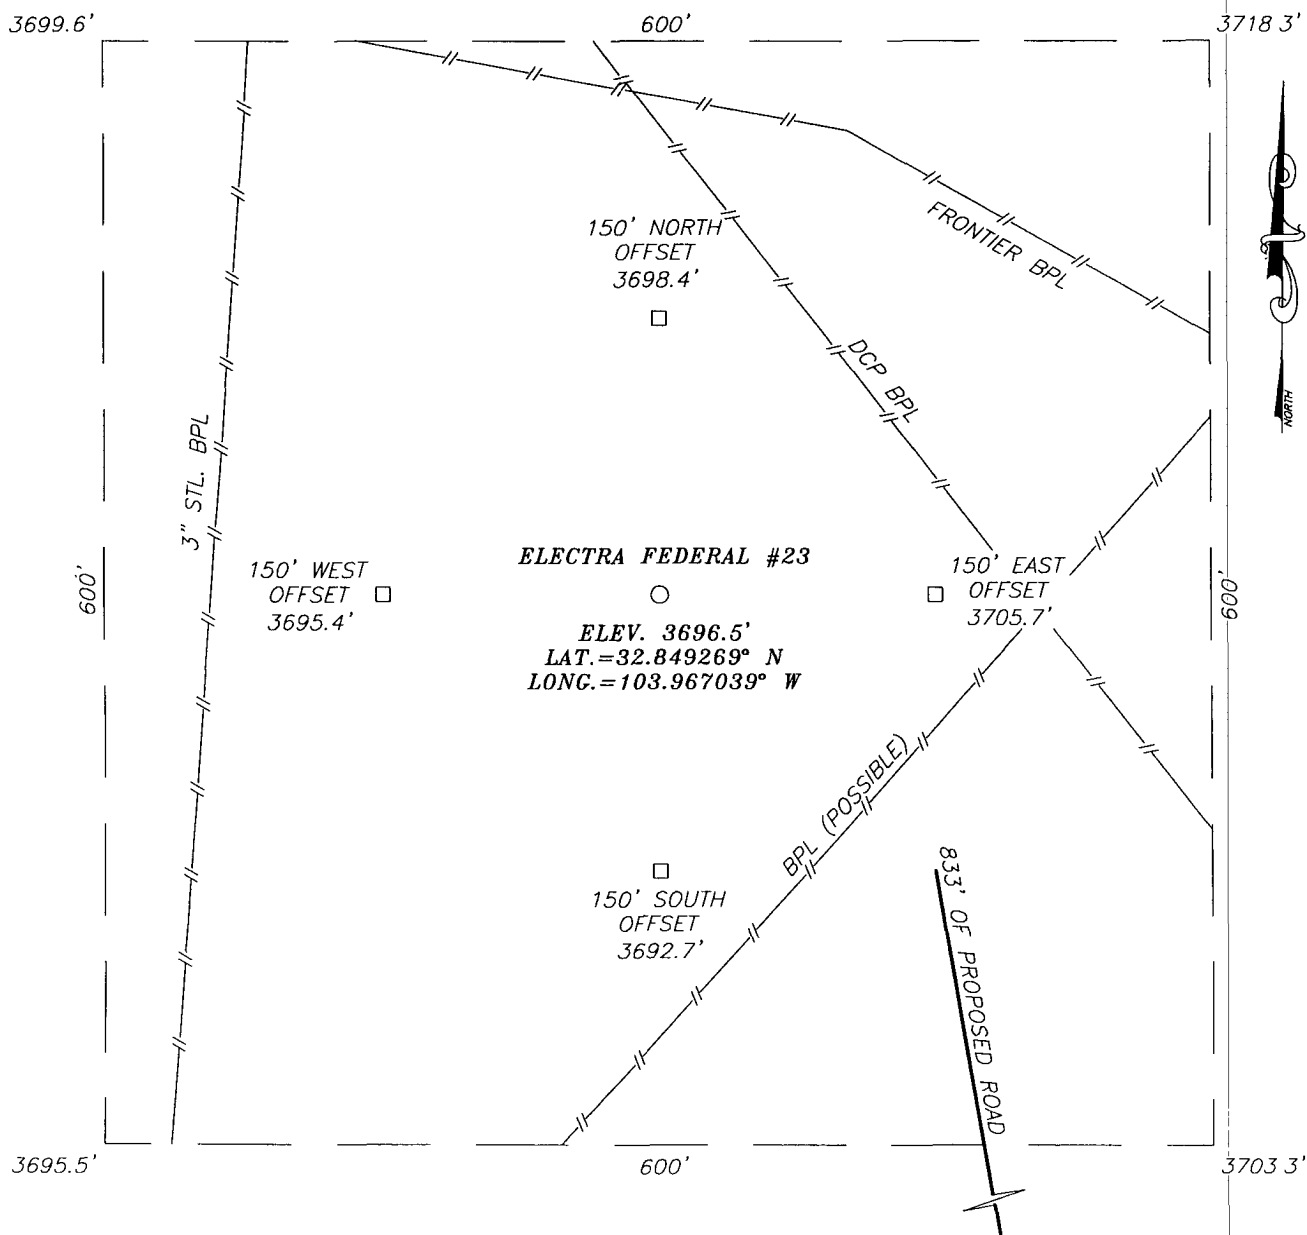 3699.6'
600'
3718 3'
150' NORTH
OFFSET
3698.4'
FRONTIER BPL
NORTH
DCP BPL
3" STL. BPL
600'
150' WEST
OFFSET
3695.4'
ELECTRA FEDERAL #23
ELEV. 3696.5'
LAT.=32.849269° N
LONG.=103.967039° W
150' EAST
OFFSET
3705.7'
600'
BPL (POSSIBLE)
150' SOUTH
OFFSET
3692.7'
833' OF PROPOSED ROAD
3695.5'
600'
3703 3'